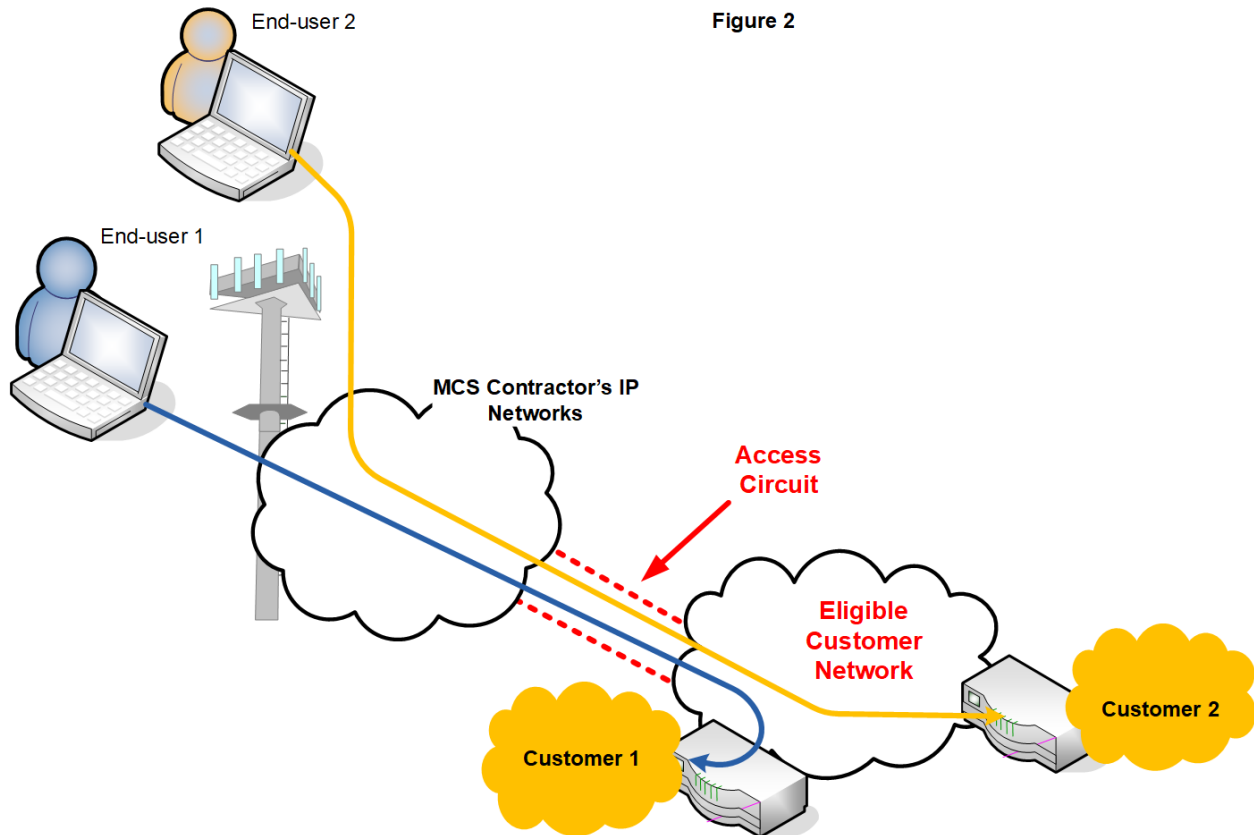 End-user 2
Figure 2
End-user 1
MCS Contractor's IP
Networks
Access
Circuit
Eligible
Customer
Network
Customer 2
Customer 1